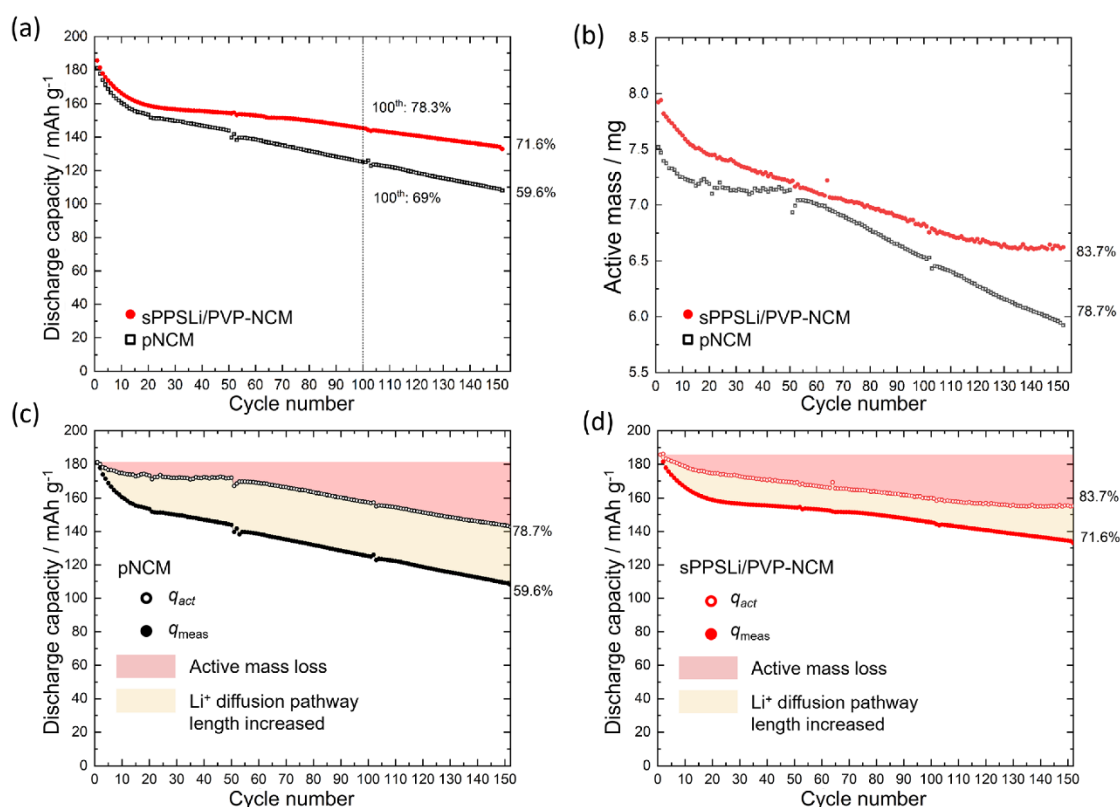 (a)
Discharge capacity / mAh g⁻¹
200
180
160
140
120
100
80
60
40
20
0
100ᵗʰ: 78.3%
71.6%
59.6%
100ᵗʰ: 69%
sPPSLi/PVP-NCM
pNCM
0 10 20 30 40 50 60 70 80 90 100 110 120 130 140 150
Cycle number
(b)
Active mass / mg
8.5
8.0
7.5
7.0
6.5
6.0
5.5
83.7%
78.7%
sPPSLi/PVP-NCM
pNCM
0 10 20 30 40 50 60 70 80 90 100 110 120 130 140 150
Cycle number
(c)
Discharge capacity / mAh g⁻¹
200
180
160
140
120
100
80
60
40
20
0
78.7%
59.6%
pNCM
qact
qmeas
Active mass loss
Li⁺ diffusion pathway
length increased
0 10 20 30 40 50 60 70 80 90 100 110 120 130 140 150
Cycle number
(d)
Discharge capacity / mAh g⁻¹
200
180
160
140
120
100
80
60
40
20
0
83.7%
71.6%
sPPSLi/PVP-NCM
qact
qmeas
Active mass loss
Li⁺ diffusion pathway
length increased
0 10 20 30 40 50 60 70 80 90 100 110 120 130 140 150
Cycle number